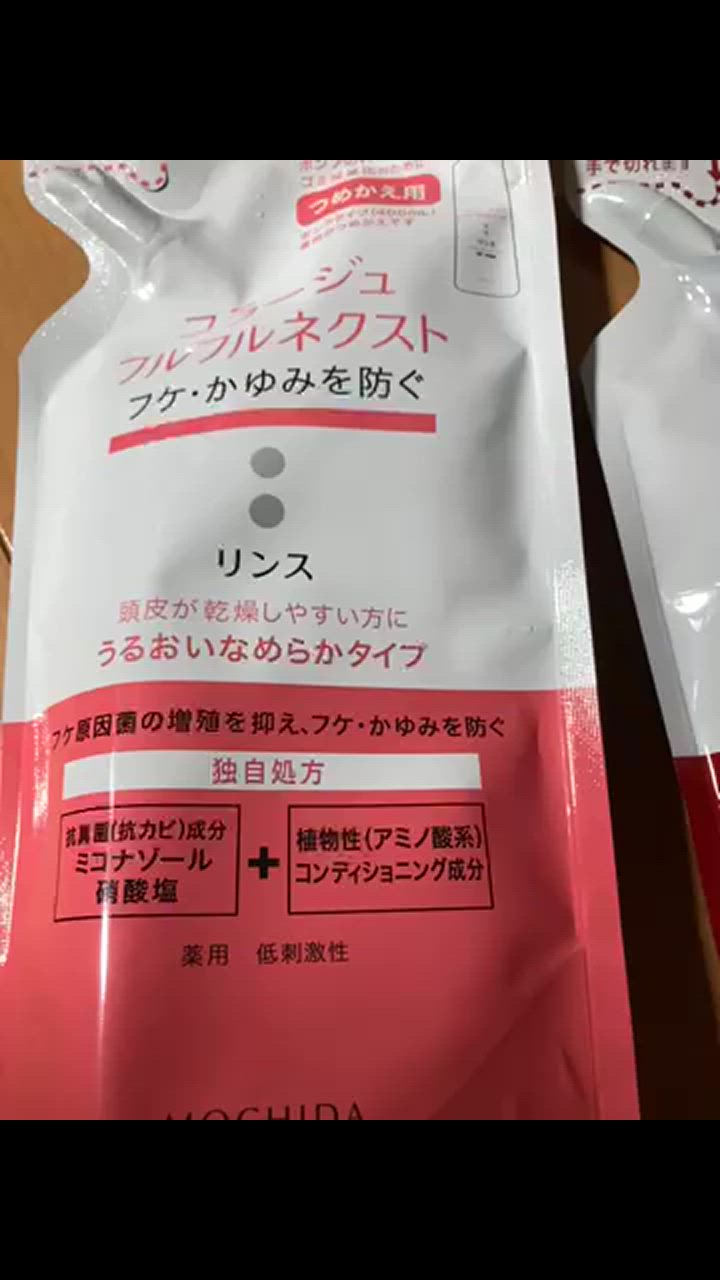 つめかえ用
手で切れます
コラージュ
フルフルネクスト
フケ・かゆみを防ぐ
リンス
頭皮が乾燥しやすい方に
うるおいなめらかタイプ
フケ原因菌の増殖を抑え、フケ・かゆみを防ぐ
独自処方
抗真菌(抗カビ)成分
ミコナゾール
硝酸塩
+
植物性(アミノ酸系)
コンディショニング成分
薬用 低刺激性
MOCHIDA